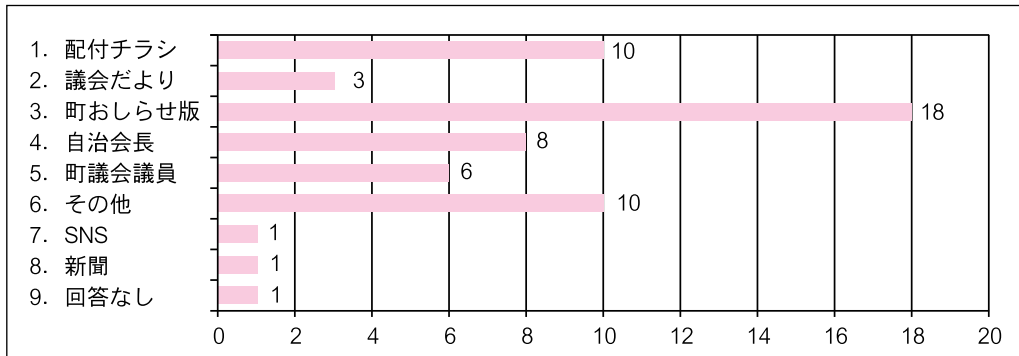 1. 配付チラシ 10
2. 議会だより 3
3. 町おしらせ版 18
4. 自治会長 8
5. 町議会議員 6
6. その他 10
7. SNS 1
8. 新聞 1
9. 回答なし 1
0 2 4 6 8 10 12 14 16 18 20